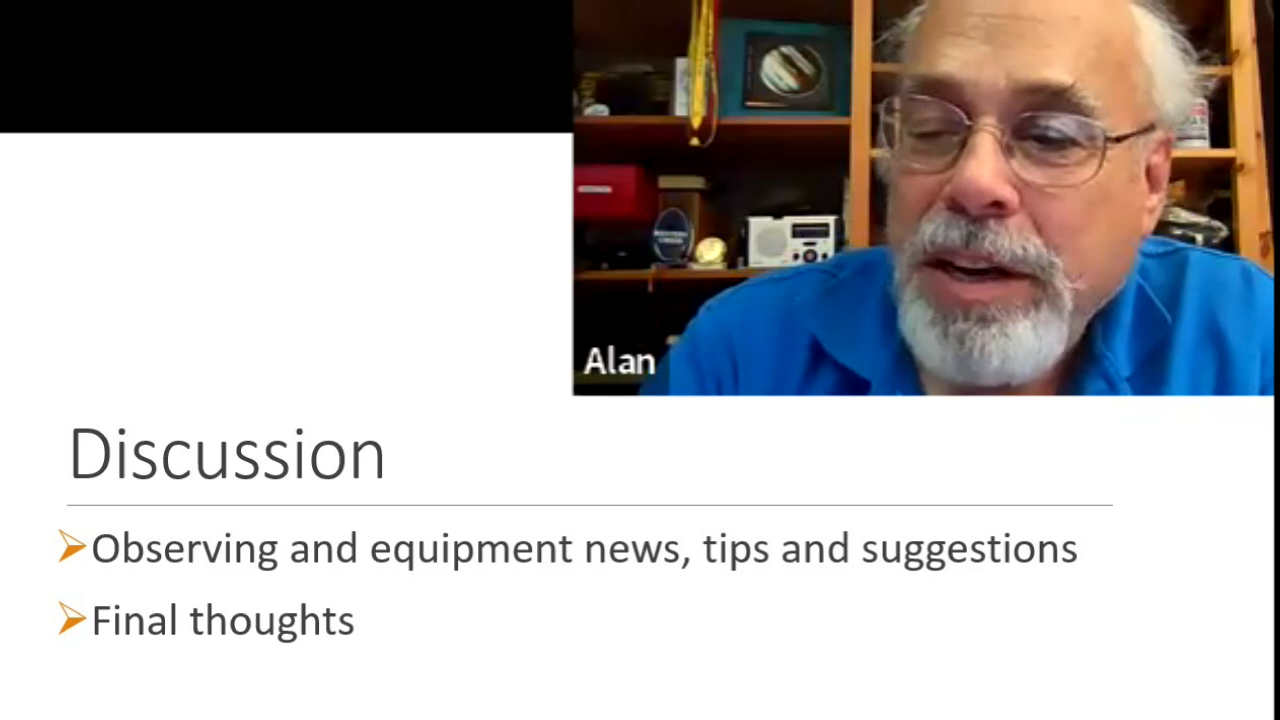 Alan
Discussion
Observing and equipment news, tips and suggestions
Final thoughts